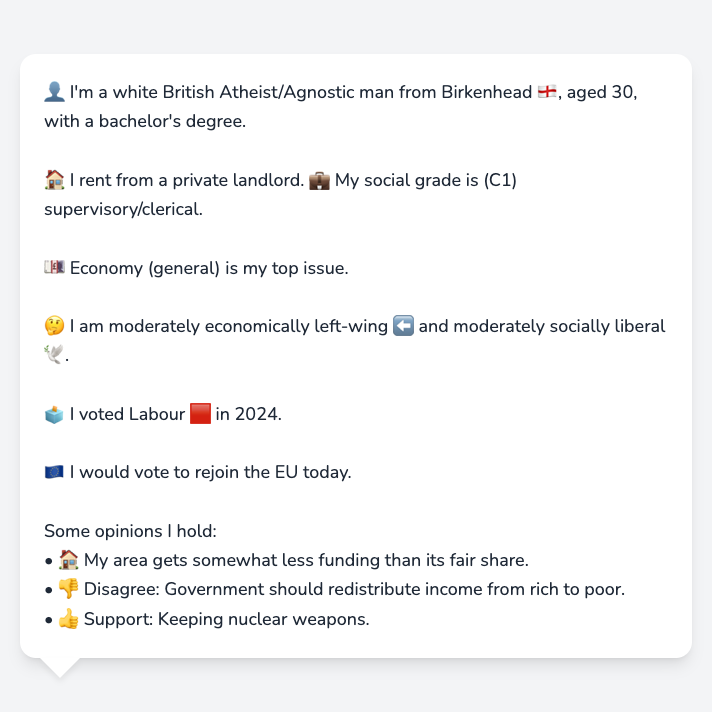 👤 I'm a white British Atheist/Agnostic man from Birkenhead 🏴󠁧󠁢󠁥󠁮󠁧󠁿, aged 30,
with a bachelor's degree.
🏠 I rent from a private landlord. 💼 My social grade is (C1)
supervisory/clerical.
💷 Economy (general) is my top issue.
🤔 I am moderately economically left-wing ⬅️ and moderately socially liberal
🕊️.
🗳️ I voted Labour 🟥 in 2024.
🇪🇺 I would vote to rejoin the EU today.
Some opinions I hold:
• 🏠 My area gets somewhat less funding than its fair share.
• 👎 Disagree: Government should redistribute income from rich to poor.
• 👍 Support: Keeping nuclear weapons.